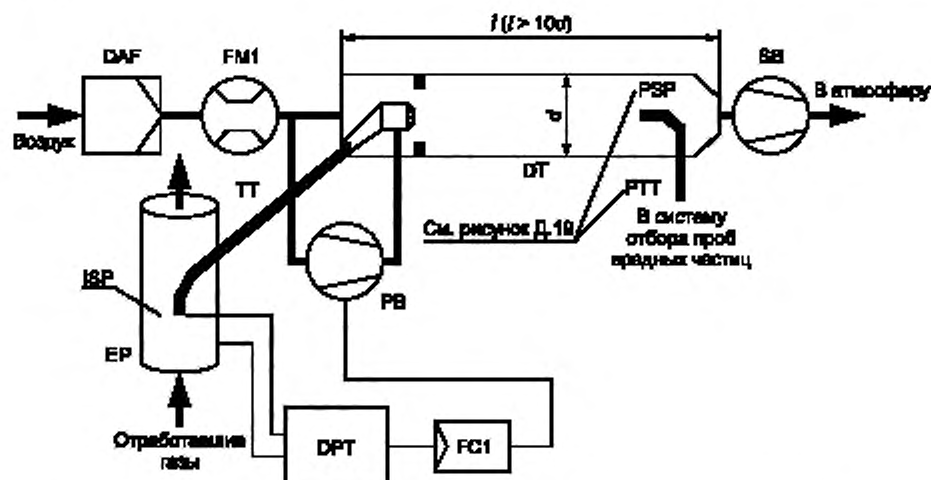 l (l > 10d)
DAF
FM1
SB
Воздух
d
PSP
В атмосферу
TT
DT
PTT
См. рисунок Д.19
В систему
отбора проб
вредных частиц
ISP
PB
EP
Отработавшие
газы
DPT
FC1